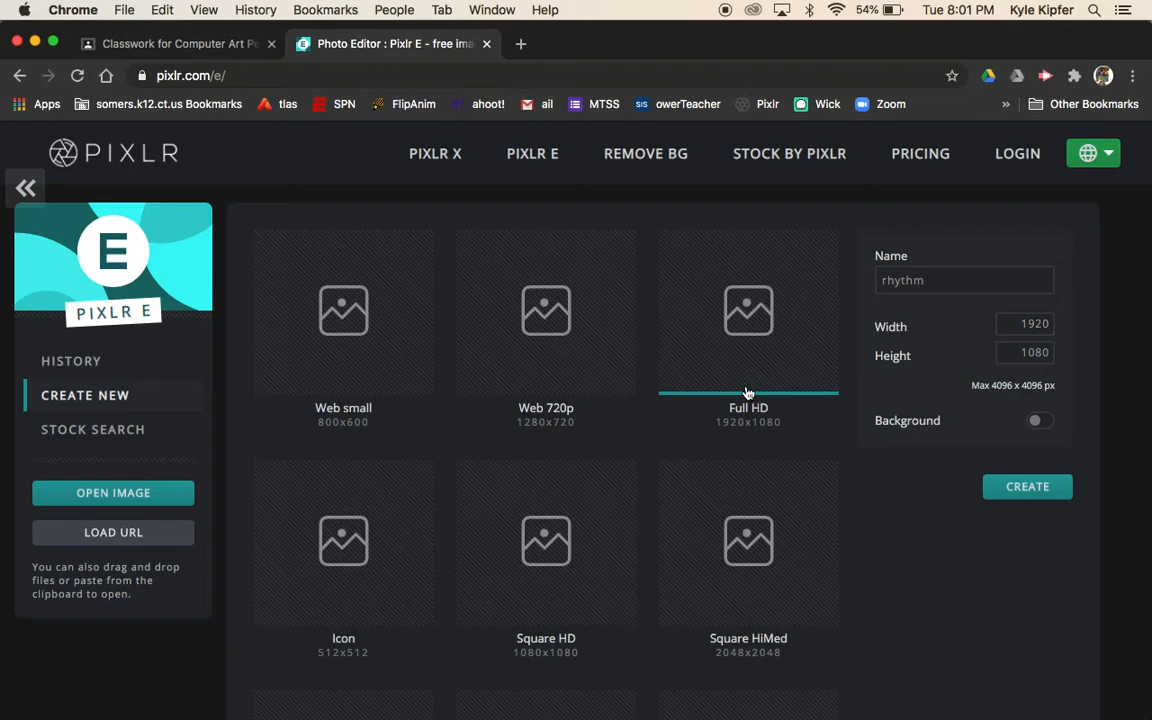 Chrome File Edit View History Bookmarks People Tab Window Help 54% Tue 8:01 PM Kyle Kipfer
Classwork for Computer Art Pe
Photo Editor : Pixlr E - free ima
pixlr.com/e/
Apps somers.k12.ct.us Bookmarks tlas SPN FlipAnim ahoot! ail MTSS SIS owerTeacher Pixlr Wick Zoom » Other Bookmarks
PIXLR PIXLR X PIXLR E REMOVE BG STOCK BY PIXLR PRICING LOGIN
E
PIXLR E
HISTORY
CREATE NEW
STOCK SEARCH
OPEN IMAGE
LOAD URL
You can also drag and drop
files or paste from the
clipboard to open.
Web small
800x600
Web 720p
1280x720
Full HD
1920x1080
Icon
512x512
Square HD
1080x1080
Square HiMed
2048x2048
Name
rhythm
Width 1920
Height 1080
Max 4096 x 4096 px
Background
CREATE